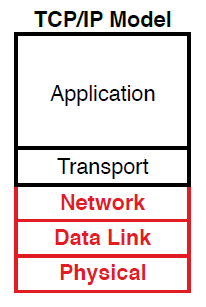 TCP/IP Model
Application
Transport
Network
Data Link
Physical